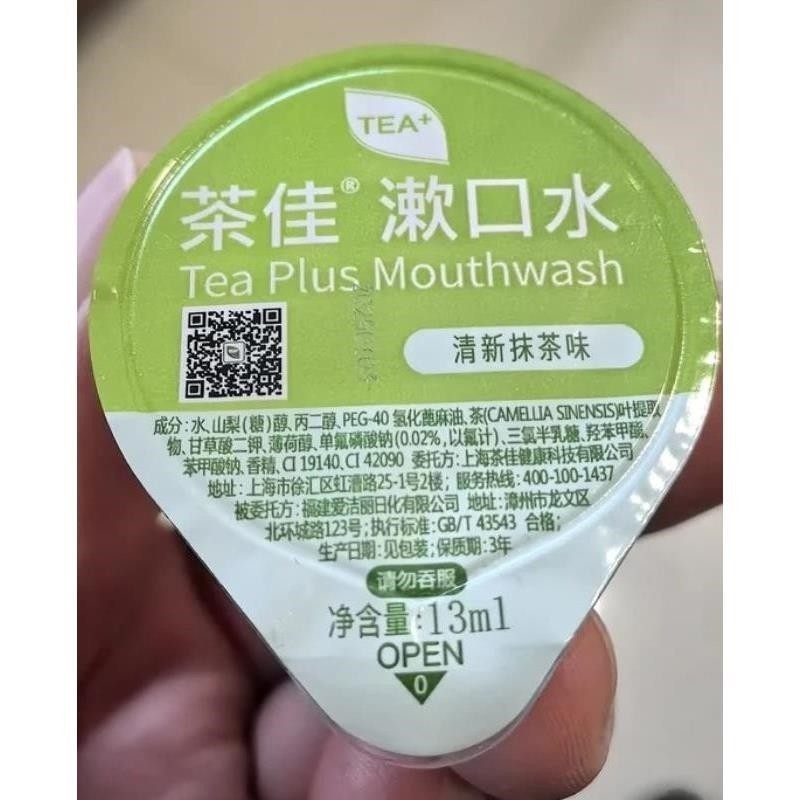 TEA+
茶佳® 漱口水
Tea Plus Mouthwash
清新抹茶味
成分:水、山梨(糖)醇、丙二醇、PEG-40 氢化蓖麻油、茶(CAMELLIA SINENSIS)叶提取
物、甘草酸二钾、薄荷醇、单氟磷酸钠(0.02%,以氟计)、三氯半乳糖、羟苯甲酯、
苯甲酸钠、香精、CI 19140、CI 42090 委托方:上海茶佳健康科技有限公司
地址:上海市徐汇区虹漕路25-1号2楼;服务热线:400-100-1437
被委托方:福建爱洁丽日化有限公司 地址:漳州市龙文区
北环城路123号;执行标准:GB/T 43543 合格;
生产日期:见包装;保质期:3年
请勿吞服
净含量:13ml
OPEN
0